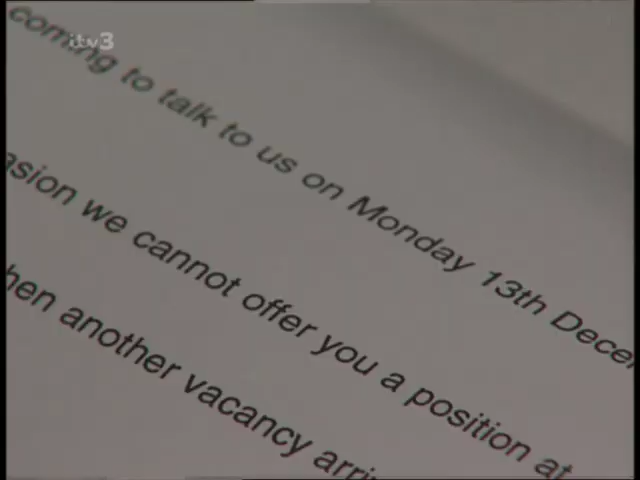 itv3
coming to talk to us on Monday 13th Decem
asion we cannot offer you a position at
hen another vacancy arri